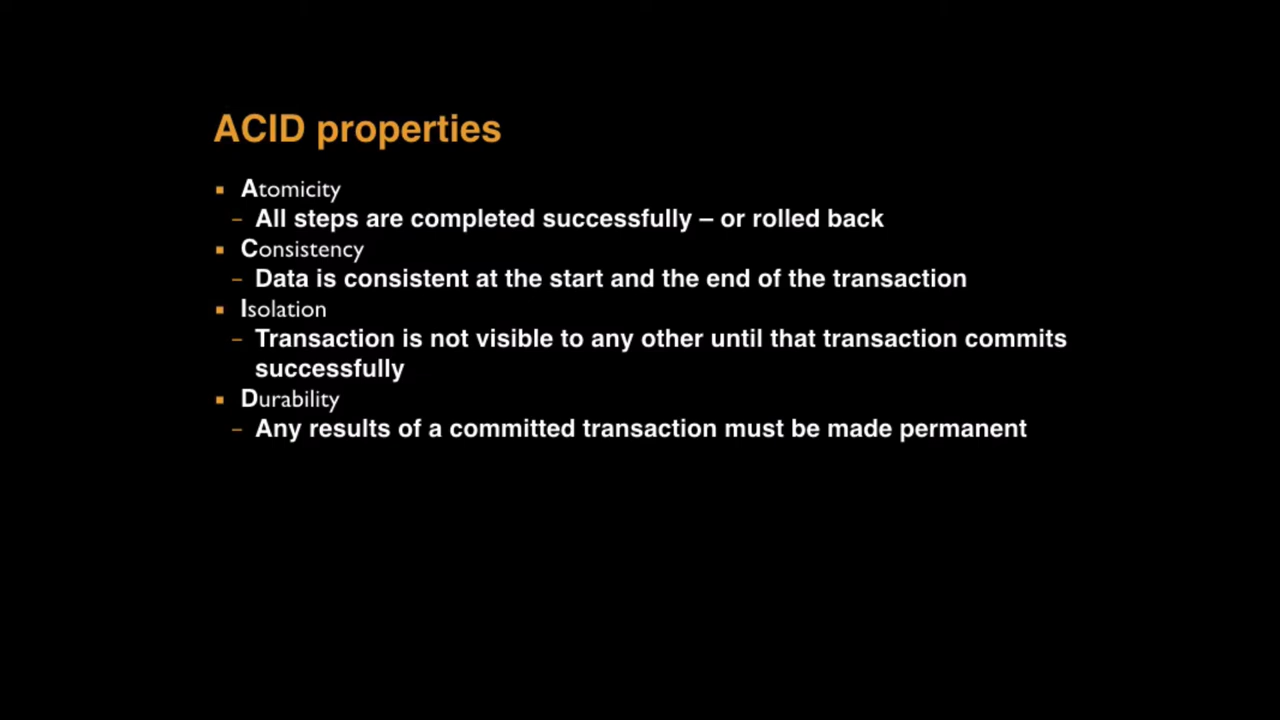 ACID properties
Atomicity
– All steps are completed successfully – or rolled back
Consistency
– Data is consistent at the start and the end of the transaction
Isolation
– Transaction is not visible to any other until that transaction commits
successfully
Durability
– Any results of a committed transaction must be made permanent